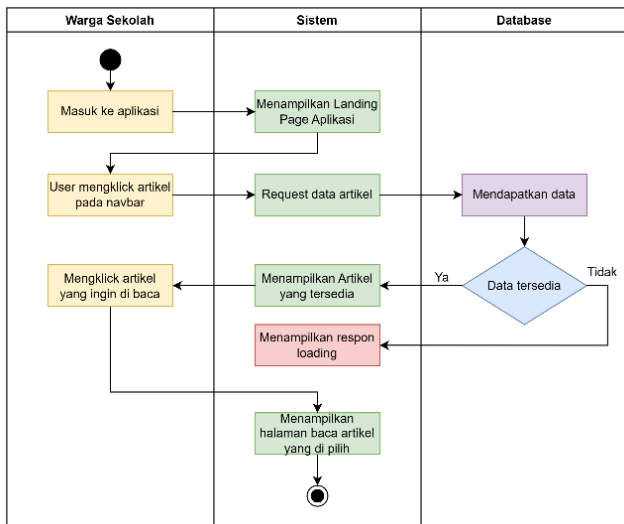 Warga Sekolah
Sistem
Database
Masuk ke aplikasi
Menampilkan Landing
Page Aplikasi
User mengklick artikel
pada navbar
Request data artikel
Mendapatkan data
Mengklick artikel
yang ingin di baca
Menampilkan Artikel
yang tersedia
Ya
Data tersedia
Tidak
Menampilkan respon
loading
Menampilkan
halaman baca artikel
yang di pilih